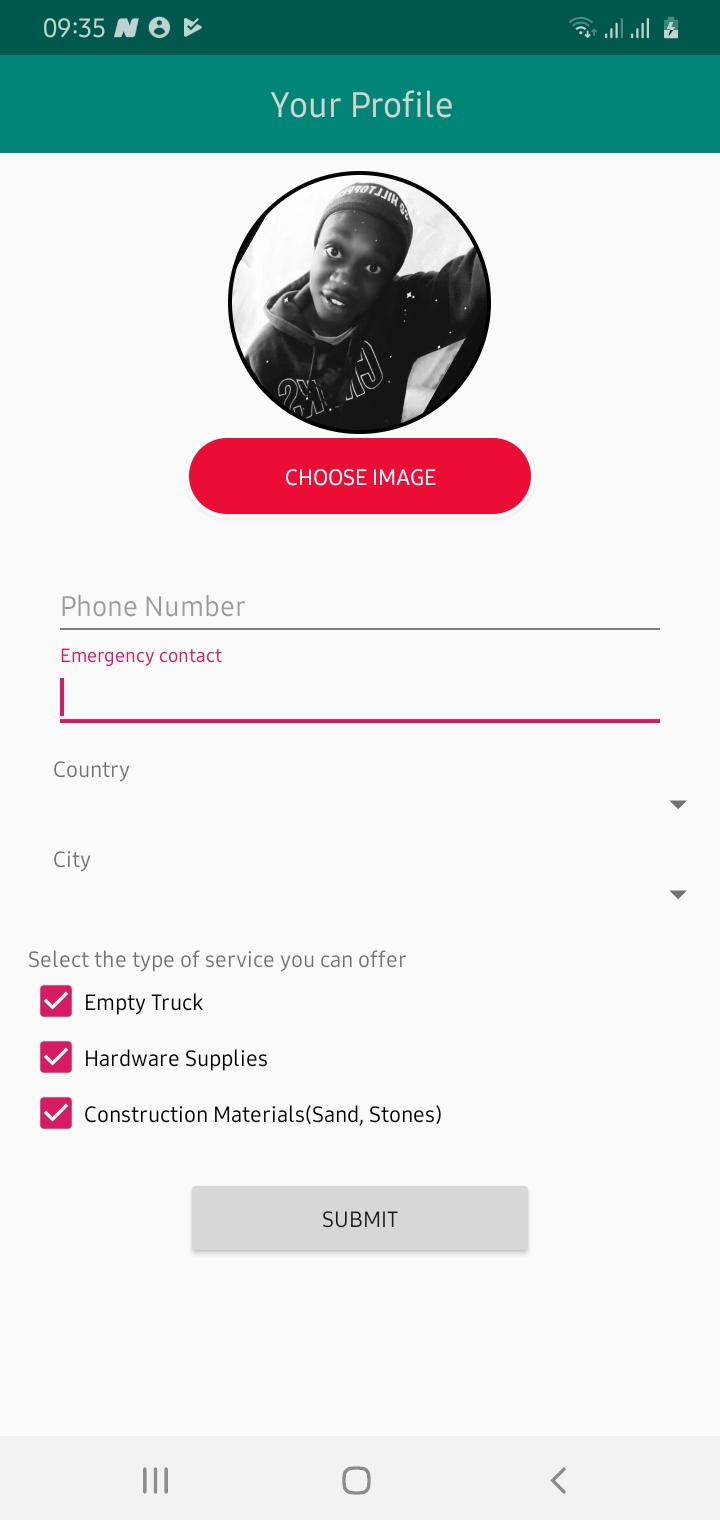 09:35
Your Profile
CHOOSE IMAGE
Phone Number
Emergency contact
Country
City
Select the type of service you can offer
Empty Truck
Hardware Supplies
Construction Materials(Sand, Stones)
SUBMIT